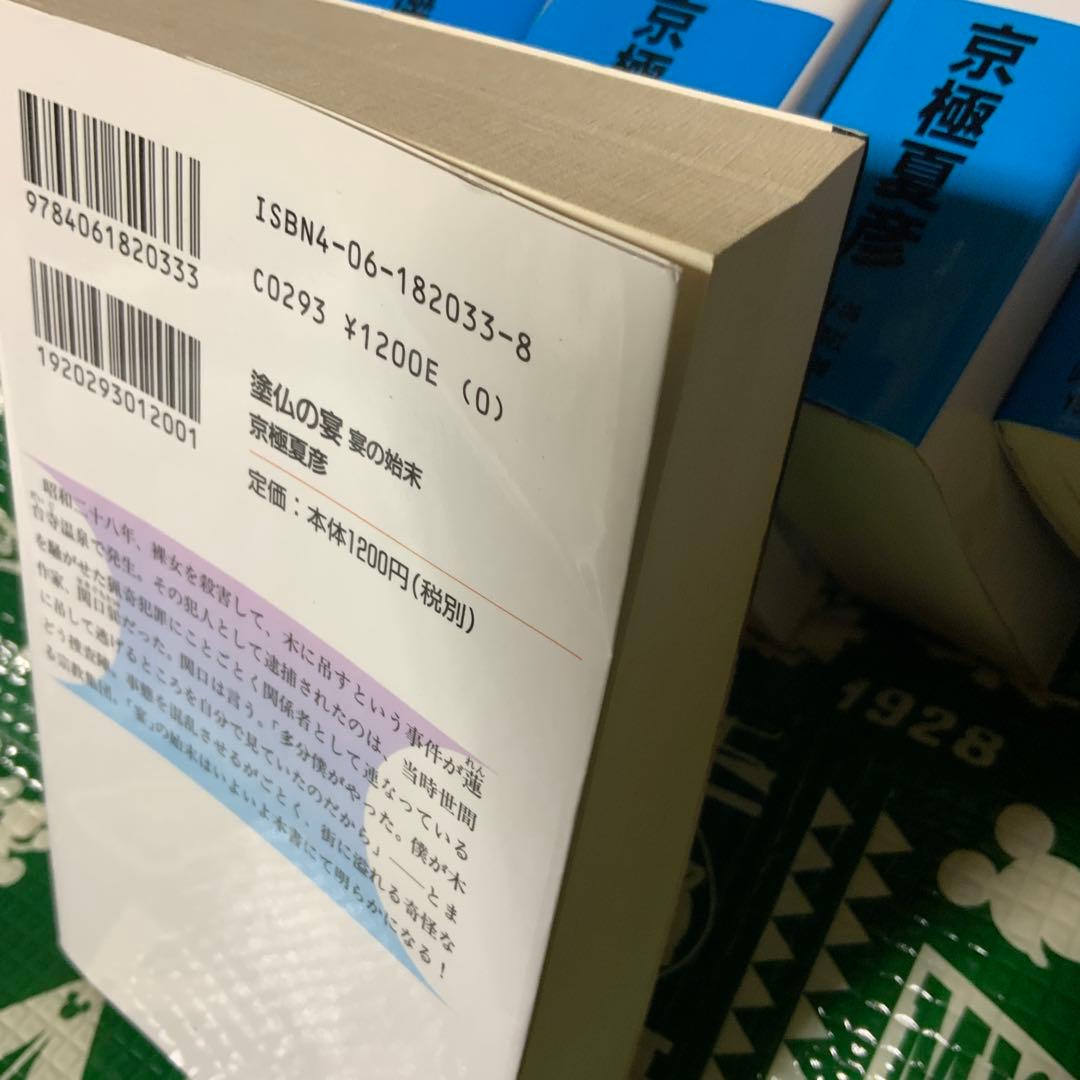 9784061820333
ISBN4-06-182033-8
C0293 ¥1200E (0)
1920293012001
塗仏の宴 宴の始末
京極夏彦
定価：本体1200円(税別)
昭和二十八年、裸女を殺害して、木に吊すという事件が蓮
れん
台寺温泉で発生。その犯人として逮捕されたのは、当時世間
を騒がせた猟奇犯罪にことごとく関係者として連なっている
作家、関口巽だった。関口は言う。「多分僕がやった。僕が木
に吊して逃げるところを自分で見ていたのだから」――とま
どう捜査陣。事態を混乱させるがごとく、街に溢れる奇怪な
る宗教集団。「宴」の始末はいよいよ本書にて明らかになる！
京極
京極夏彦
1928